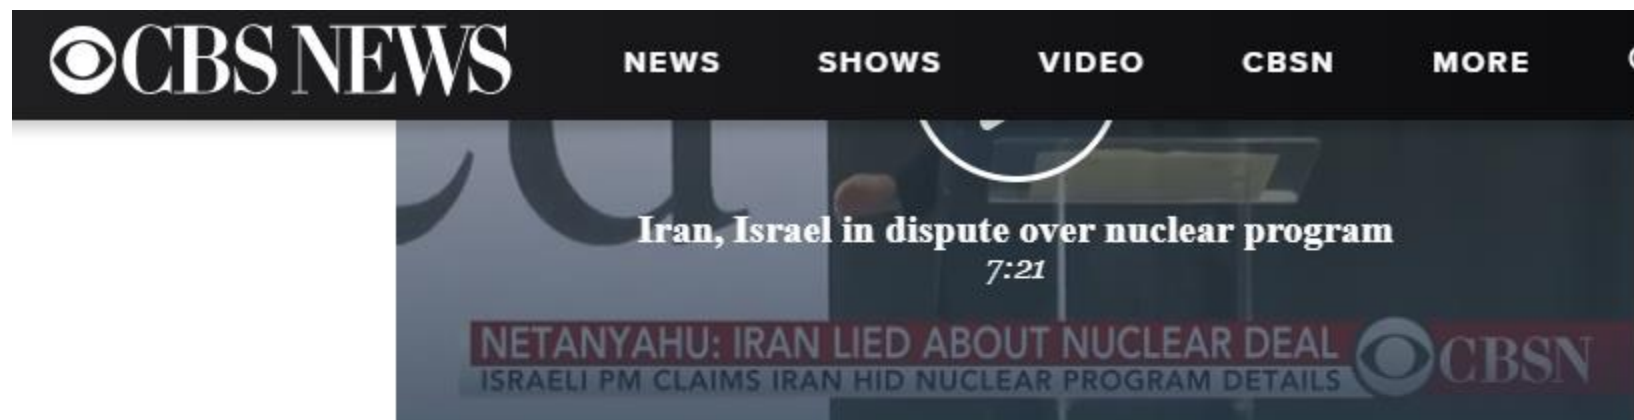 CBS NEWS NEWS SHOWS VIDEO CBSN MORE
Iran, Israel in dispute over nuclear program
7:21
NETANYAHU: IRAN LIED ABOUT NUCLEAR DEAL
ISRAELI PM CLAIMS IRAN HID NUCLEAR PROGRAM DETAILS
CBSN